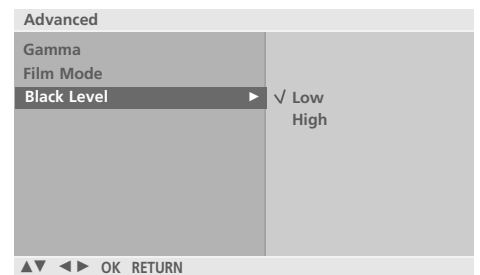 Advanced
Gamma
Film Mode
Black Level ►
√ Low
High
▲▼ ◄► OK RETURN